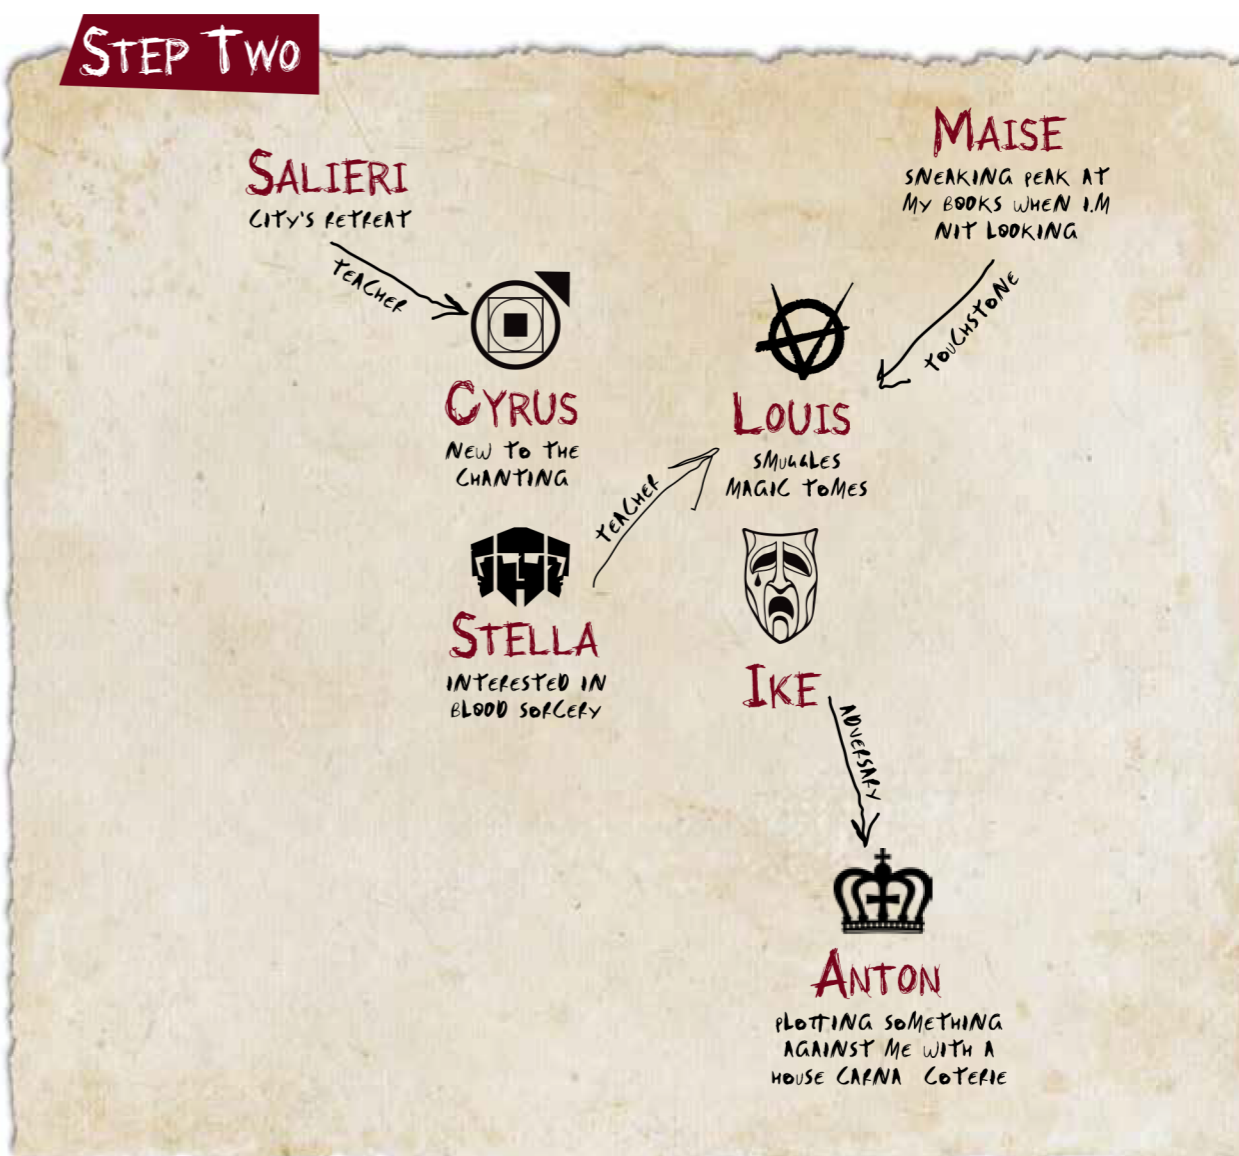 STEP TWO
SALIERI
CITY'S RETREAT
TEACHER
MAISE
SNEAKING PEAK AT
MY BOOKS WHEN I.M
NIT LOOKING
TOUCHSTONE
CYRUS
NEW TO THE
CHANTING
LOUIS
SMUGGLES
MAGIC TOMES
TEACHER
STELLA
INTERESTED IN
BLOOD SORCERY
IKE
ADVERSARY
ANTON
PLOTTING SOMETHING
AGAINST ME WITH A
HOUSE CARNA COTERIE